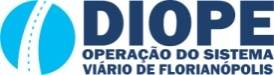 DIOPE
OPERAÇÃO DO SISTEMA
VIÁRIO DE FLORIANÓPOLIS